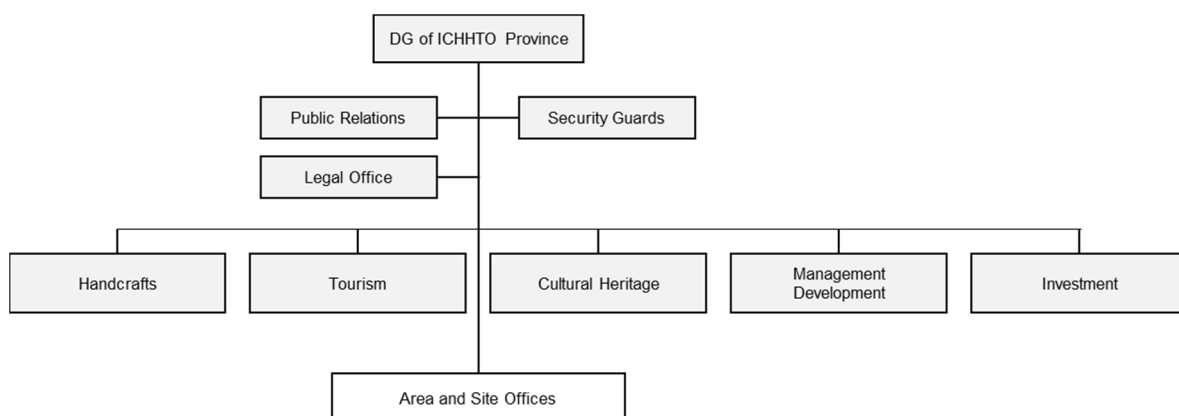 DG of ICHHTO Province
Public Relations
Security Guards
Legal Office
Handcrafts
Tourism
Cultural Heritage
Management
Development
Investment
Area and Site Offices